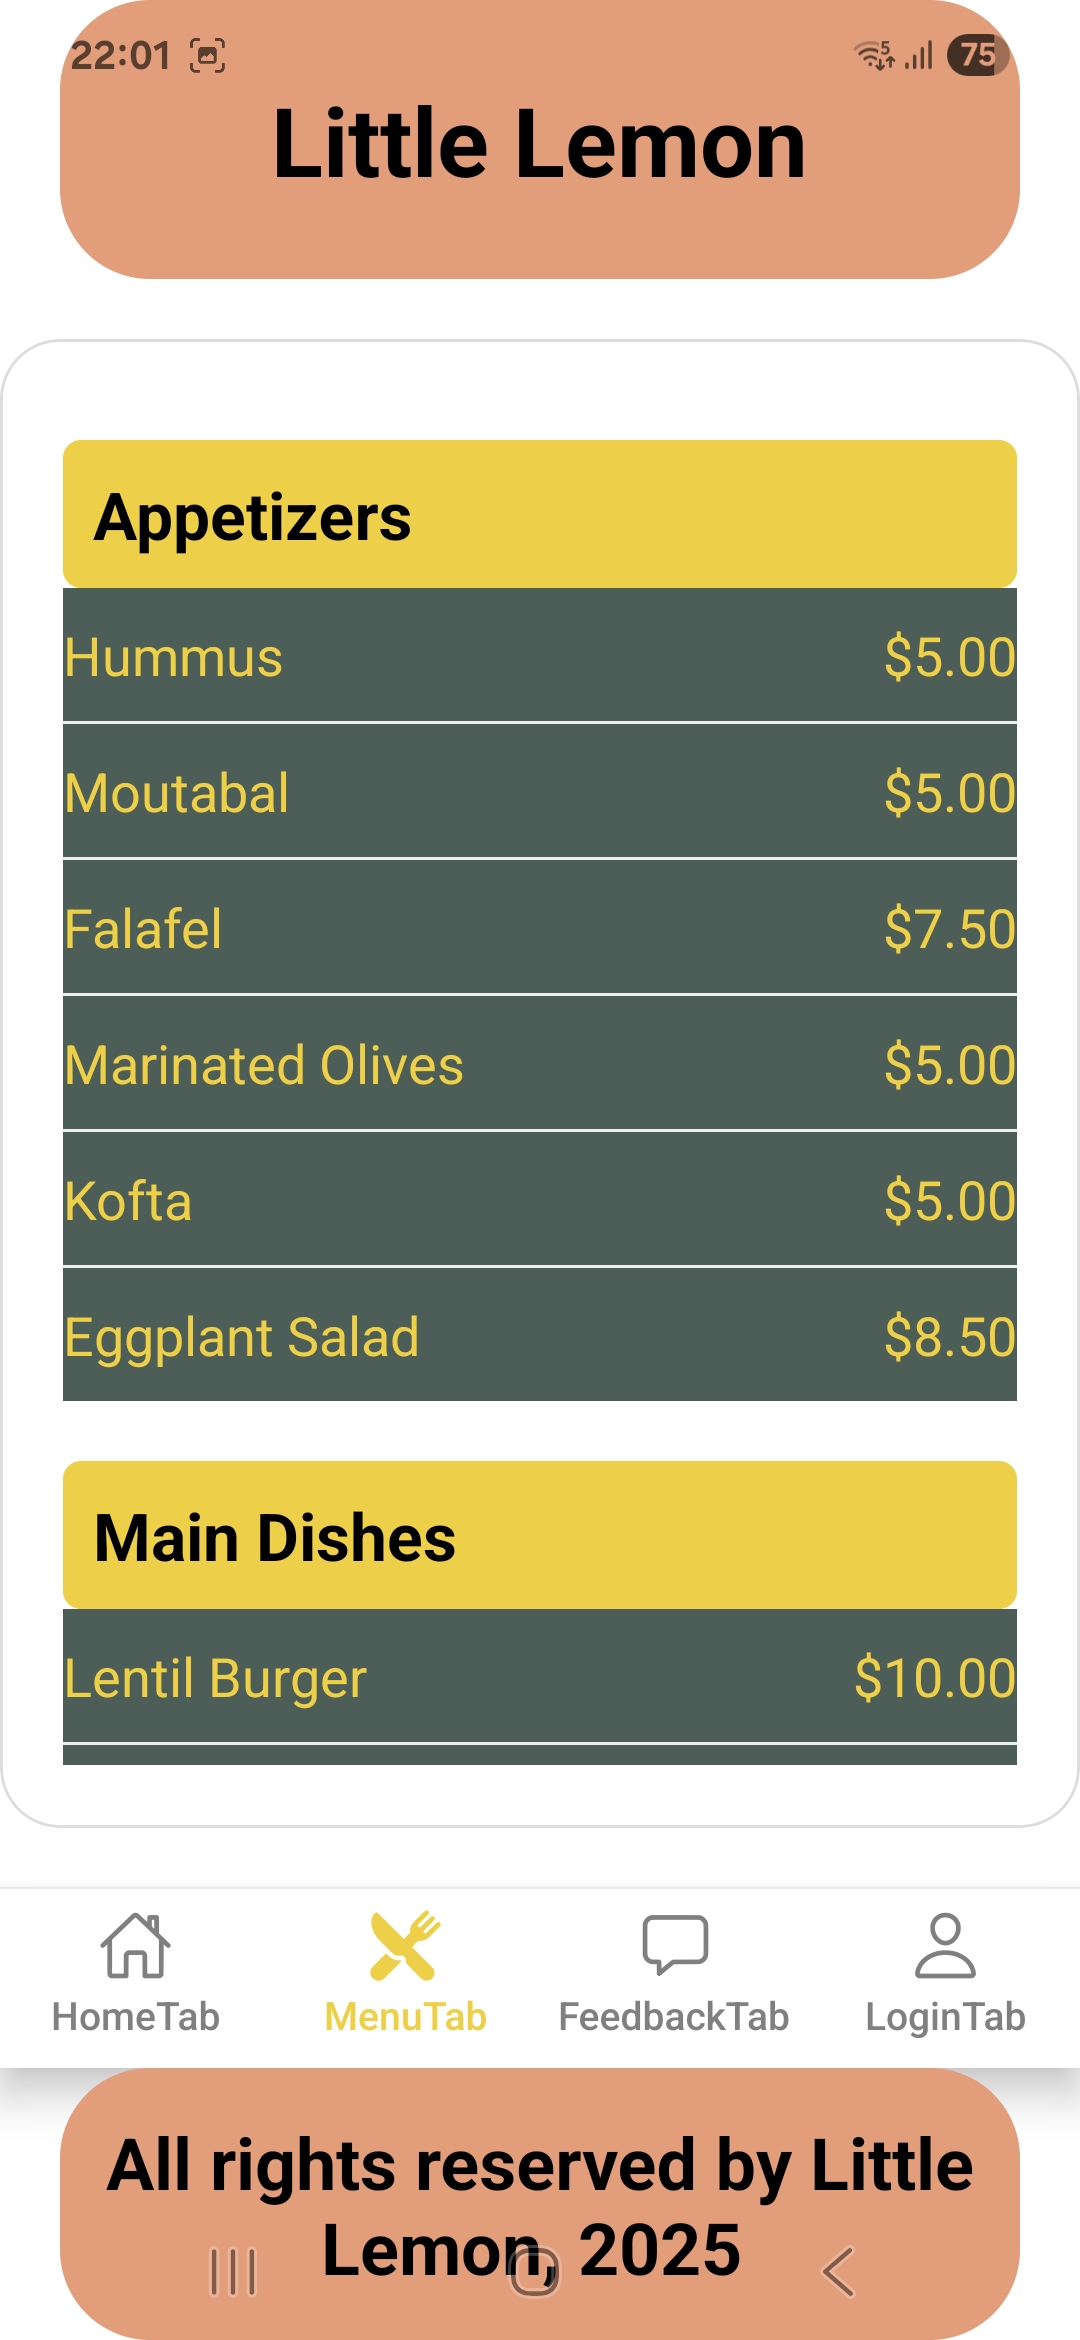 22:01
5
75
Little Lemon
Appetizers
Hummus $5.00
Moutabal $5.00
Falafel $7.50
Marinated Olives $5.00
Kofta $5.00
Eggplant Salad $8.50
Main Dishes
Lentil Burger $10.00
HomeTab MenuTab FeedbackTab LoginTab
All rights reserved by Little
Lemon, 2025